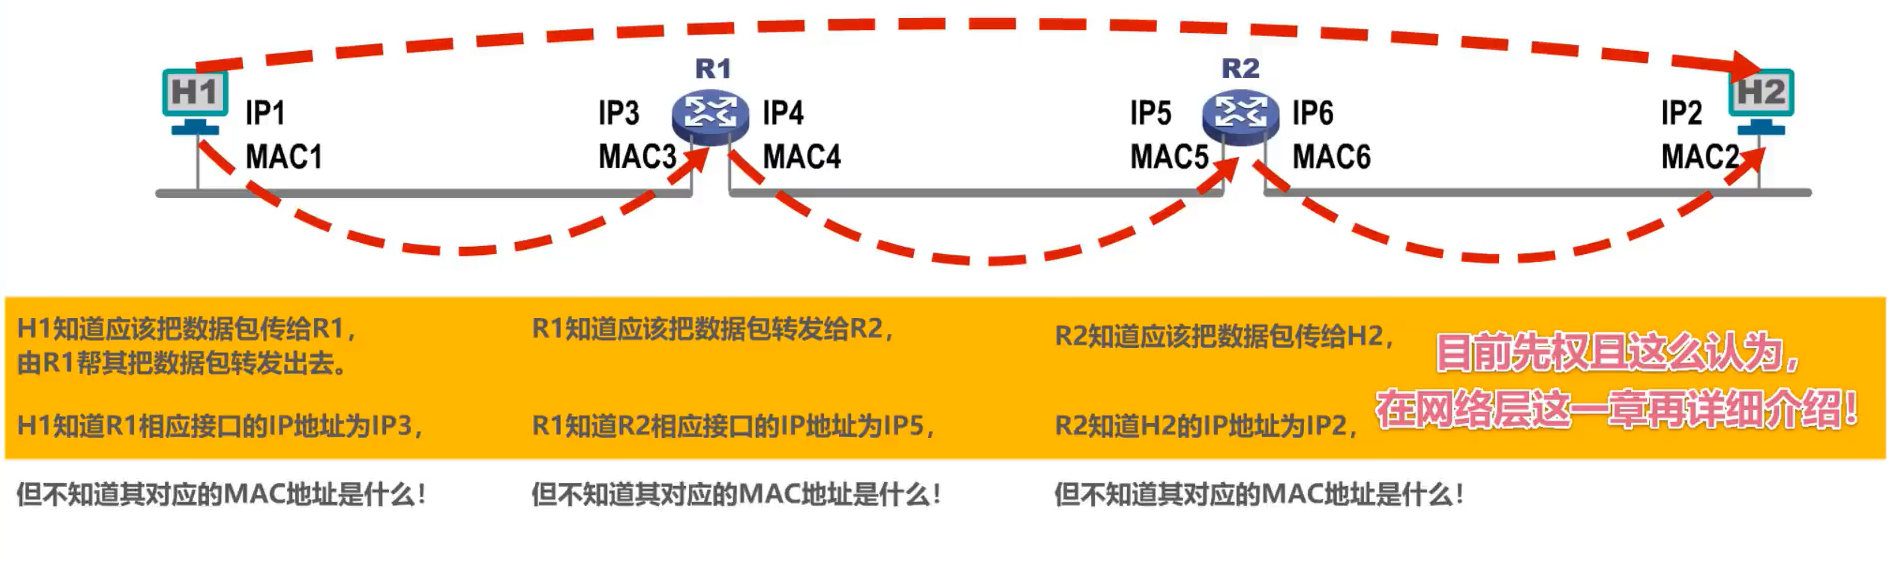 R1
R2
H1
H2
IP1
IP3
IP4
IP5
IP6
IP2
MAC1
MAC3
MAC4
MAC5
MAC6
MAC2
H1知道应该把数据包传给R1，
由R1帮其把数据包转发出去。
H1知道R1相应接口的IP地址为IP3，
但不知道其对应的MAC地址是什么！
R1知道应该把数据包转发给R2，
R1知道R2相应接口的IP地址为IP5，
但不知道其对应的MAC地址是什么！
R2知道应该把数据包传给H2，
R2知道H2的IP地址为IP2，
但不知道其对应的MAC地址是什么！
目前先权且这么认为，
在网络层这一章再详细介绍！